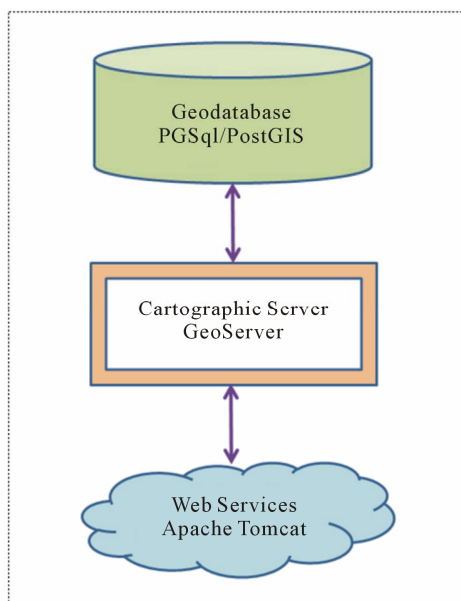 Geodatabase
PGSql/PostGIS
Cartographic Server
GeoServer
Web Services
Apache Tomcat